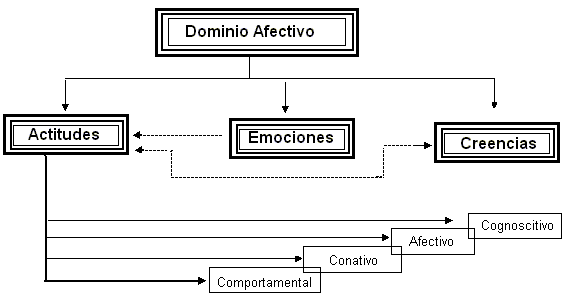 Dominio Afectivo
Actitudes
Emociones
Creencias
Cognoscitivo
Afectivo
Conativo
Comportamental